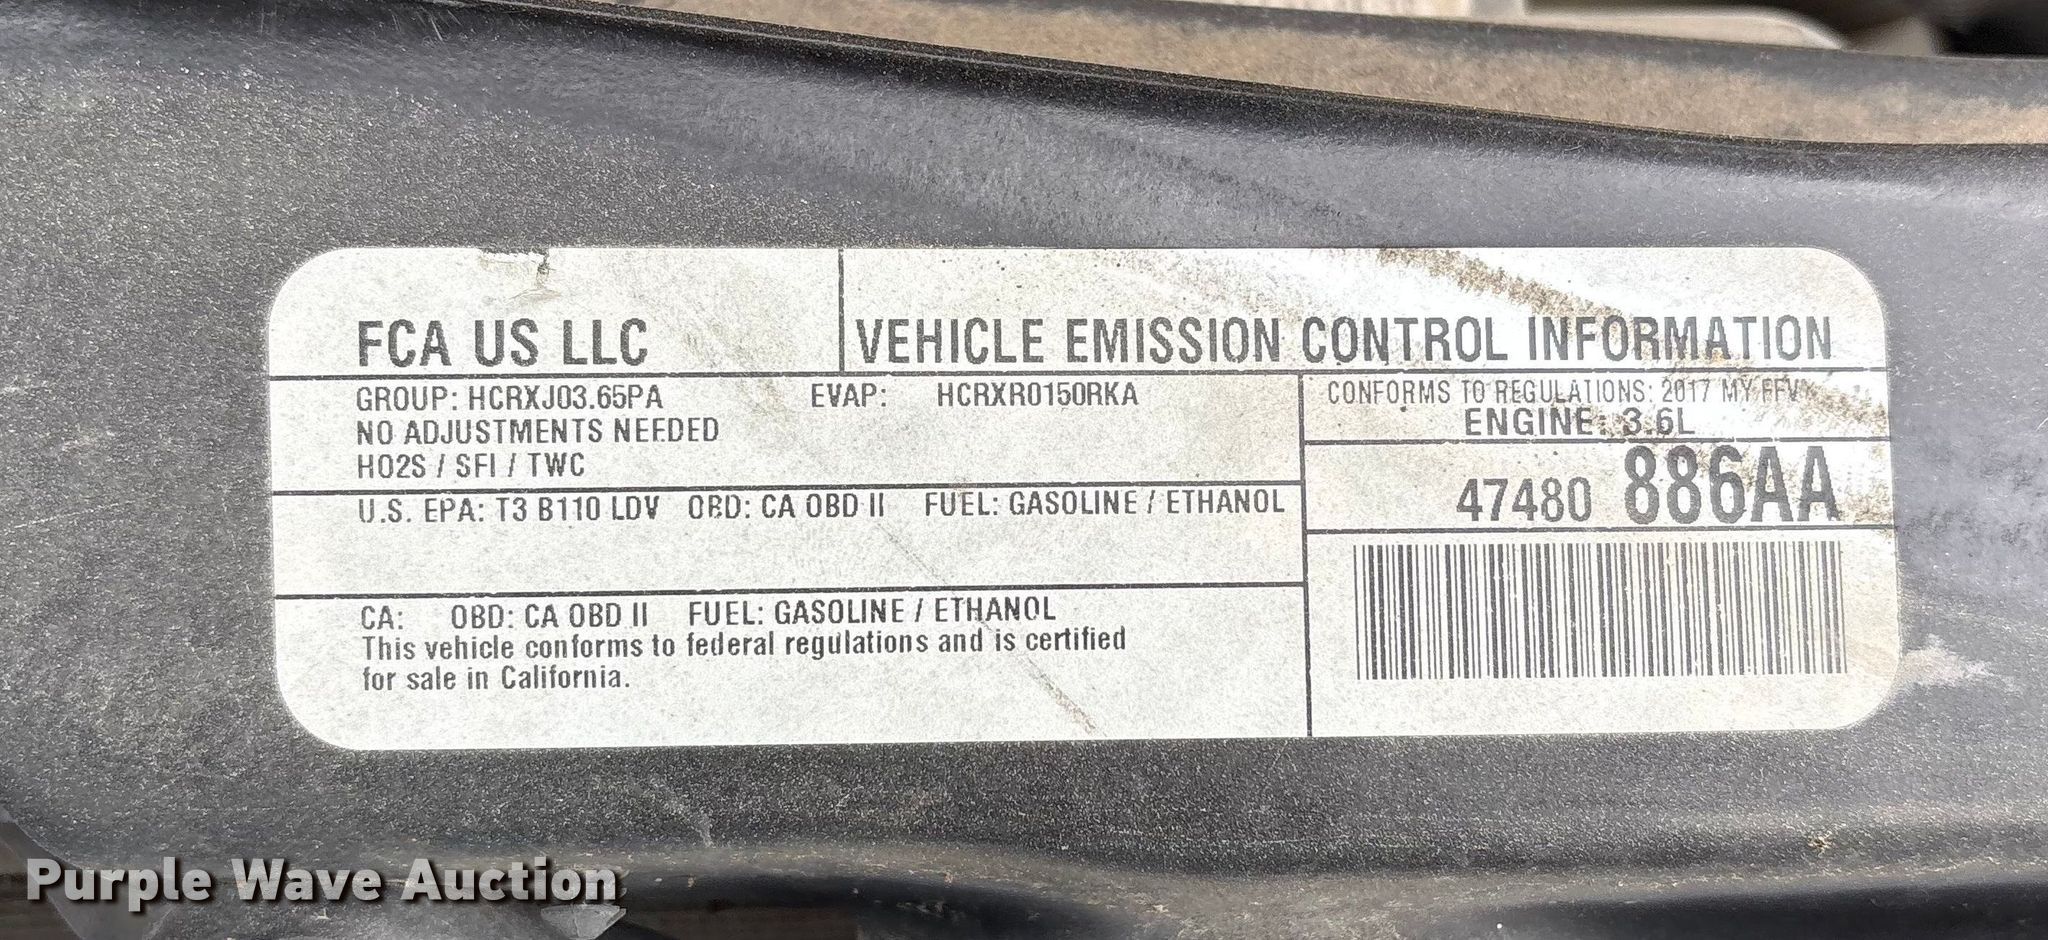 FCA US LLC
VEHICLE EMISSION CONTROL INFORMATION
GROUP: HCRXJ03.65PA EVAP: HCRXR0150RKA
NO ADJUSTMENTS NEEDED
HO2S / SFI / TWC
CONFORMS TO REGULATIONS: 2017 MY FFV
ENGINE: 3.6L
47480 886AA
U.S. EPA: T3 B110 LDV OBD: CA OBD II FUEL: GASOLINE / ETHANOL
CA: OBD: CA OBD II FUEL: GASOLINE / ETHANOL
This vehicle conforms to federal regulations and is certified
for sale in California.
Purple Wave Auction